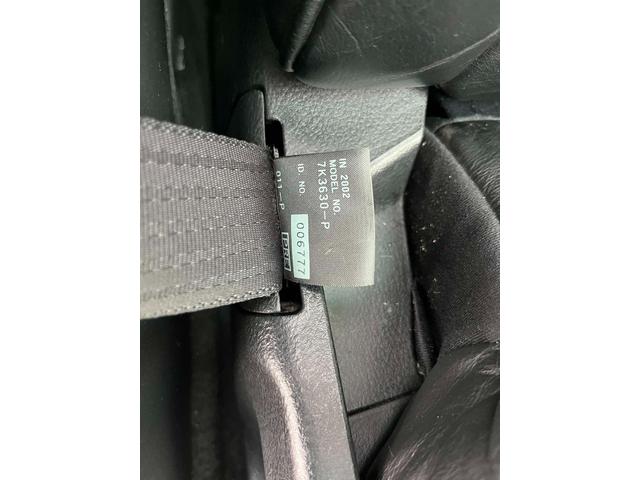 IN 2002
MODEL NO.
7K3630-P
ID. NO.
006777